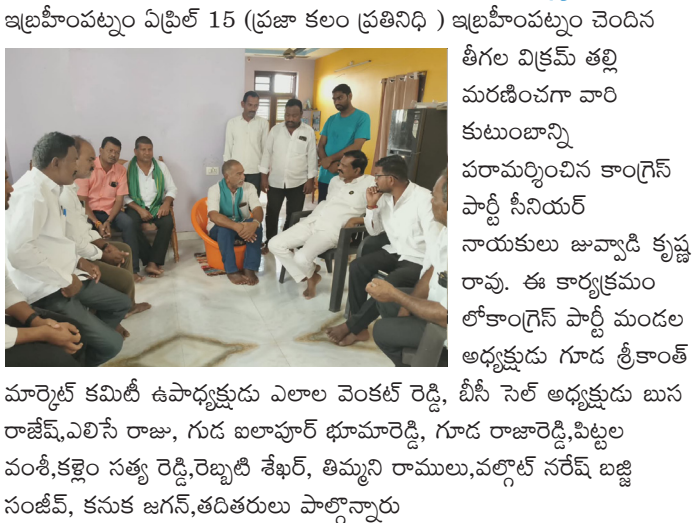 ఇబ్రహీంపట్నం ఏప్రిల్ 15 (ప్రజా కలం ప్రతినిధి ) ఇబ్రహీంపట్నం చెందిన
తీగల విక్రమ్ తల్లి
మరణించగా వారి
కుటుంబాన్ని
పరామర్శించిన కాంగ్రెస్
పార్టీ సీనియర్
నాయకులు జువ్వాడి కృష్ణ
రావు. ఈ కార్యక్రమం
లోకాంగ్రెస్ పార్టీ మండల
అధ్యక్షుడు గూడ శ్రీకాంత్
మార్కెట్ కమిటీ ఉపాధ్యక్షుడు ఎలాల వెంకట్ రెడ్డి, బీసీ సెల్ అధ్యక్షుడు బుస
రాజేష్,ఎలిసే రాజు, గుడ ఐలాపూర్ భూమారెడ్డి, గూడ రాజారెడ్డి,పిట్టల
వంశీ,కళ్లెం సత్య రెడ్డి,రెబ్బటి శేఖర్, తిమ్మని రాములు,వల్గొట్ నరేష్ బజ్జి
సంజీవ్, కనుక జగన్,తదితరులు పాల్గొన్నారు